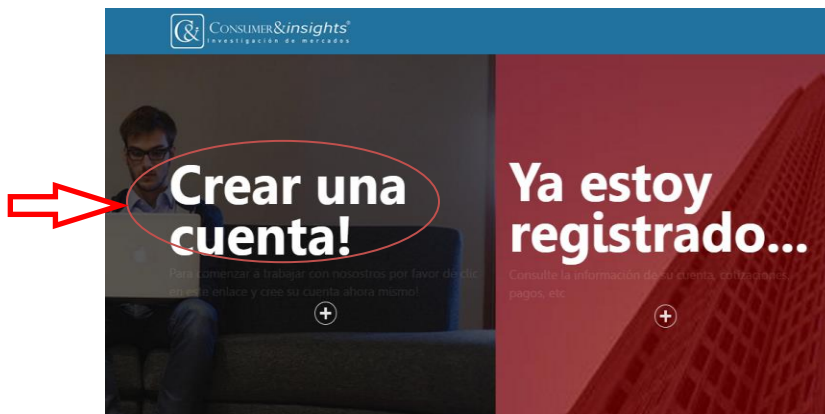 CONSUMER&insights®
Investigación de mercados
Crear una
cuenta!
Para comenzar a trabajar con nosostros por favor de clic
en este enlace y cree su cuenta ahora mismo!
Ya estoy
registrado...
Consulte la información de su cuenta, cotizaciones,
pagos, etc